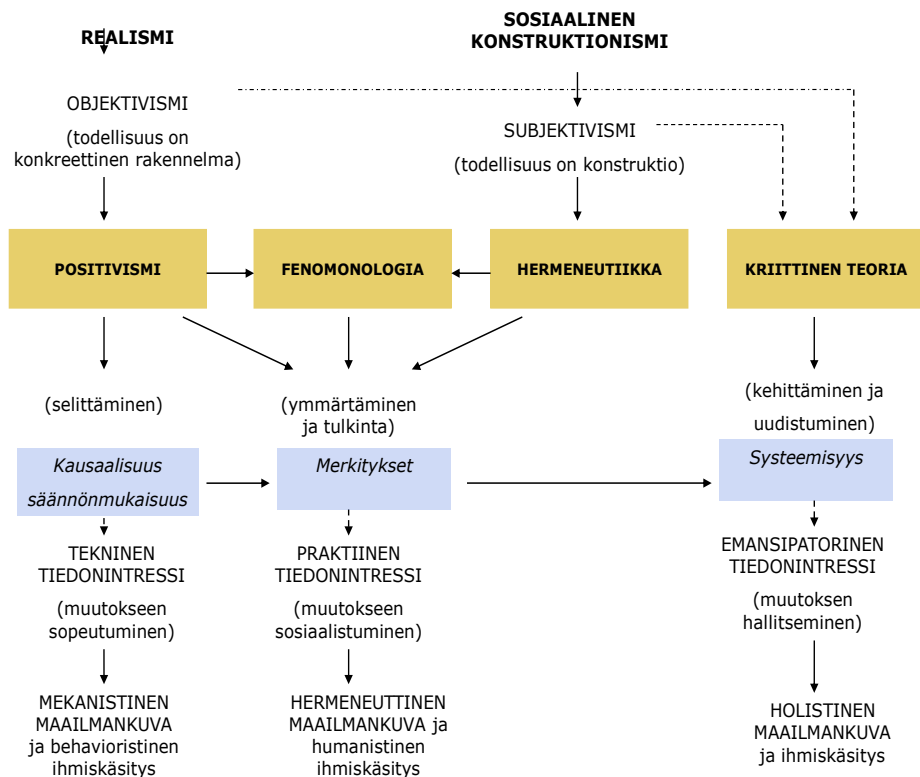 REALISMI
SOSIAALINEN
KONSTRUKTIONISMI
OBJEKTIVISMI
(todellisuus on
konkreettinen rakennelma)
SUBJEKTIVISMI
(todellisuus on konstruktio)
POSITIVISMI
FENOMONOLOGIA
HERMENEUTIIKKA
KRIITTINEN TEORIA
(selittäminen)
(ymmärtäminen
ja tulkinta)
(kehittäminen ja
uudistuminen)
Kausaalisuus
säännönmukaisuus
Merkitykset
Systeemisyys
TEKNINEN
TIEDONINTRESSI
(muutokseen
sopeutuminen)
PRAKTIINEN
TIEDONINTRESSI
(muutokseen
sosiaalistuminen)
EMANSIPATORINEN
TIEDONINTRESSI
(muutoksen
hallitseminen)
MEKANISTINEN
MAAILMANKUVA
ja behavioristinen
ihmiskäsitys
HERMENEUTTINEN
MAAILMANKUVA ja
humanistinen
ihmiskäsitys
HOLISTINEN
MAAILMANKUVA
ja ihmiskäsitys